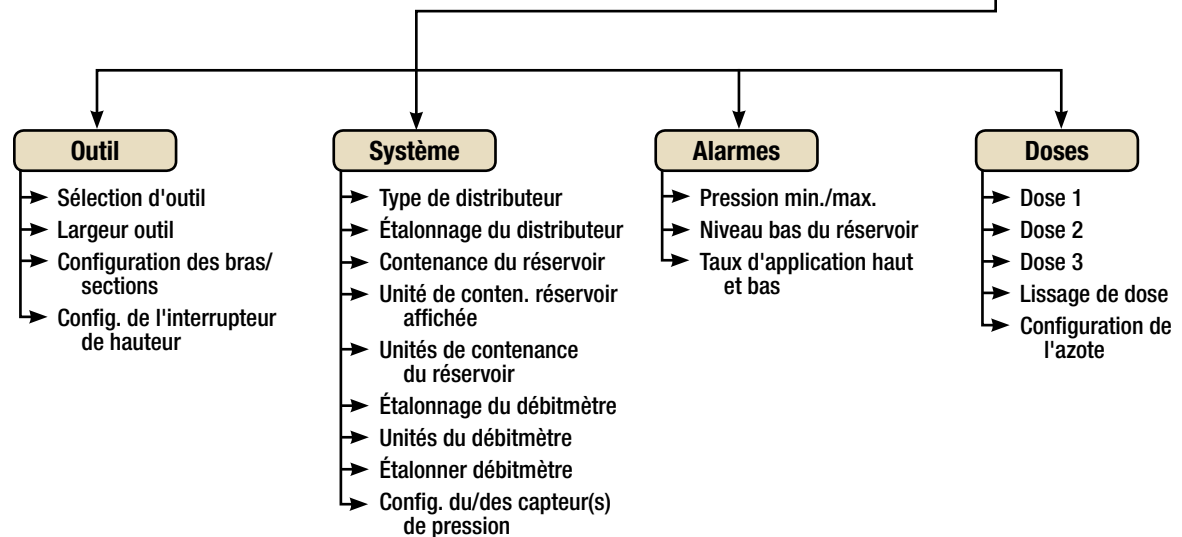 Outil
Sélection d'outil
Largeur outil
Configuration des bras/
sections
Config. de l'interrupteur
de hauteur
Système
Type de distributeur
Étalonnage du distributeur
Contenance du réservoir
Unité de conten. réservoir
affichée
Unités de contenance
du réservoir
Étalonnage du débitmètre
Unités du débitmètre
Étalonner débitmètre
Config. du/des capteur(s)
de pression
Alarmes
Pression min./max.
Niveau bas du réservoir
Taux d'application haut
et bas
Doses
Dose 1
Dose 2
Dose 3
Lissage de dose
Configuration de
l'azote